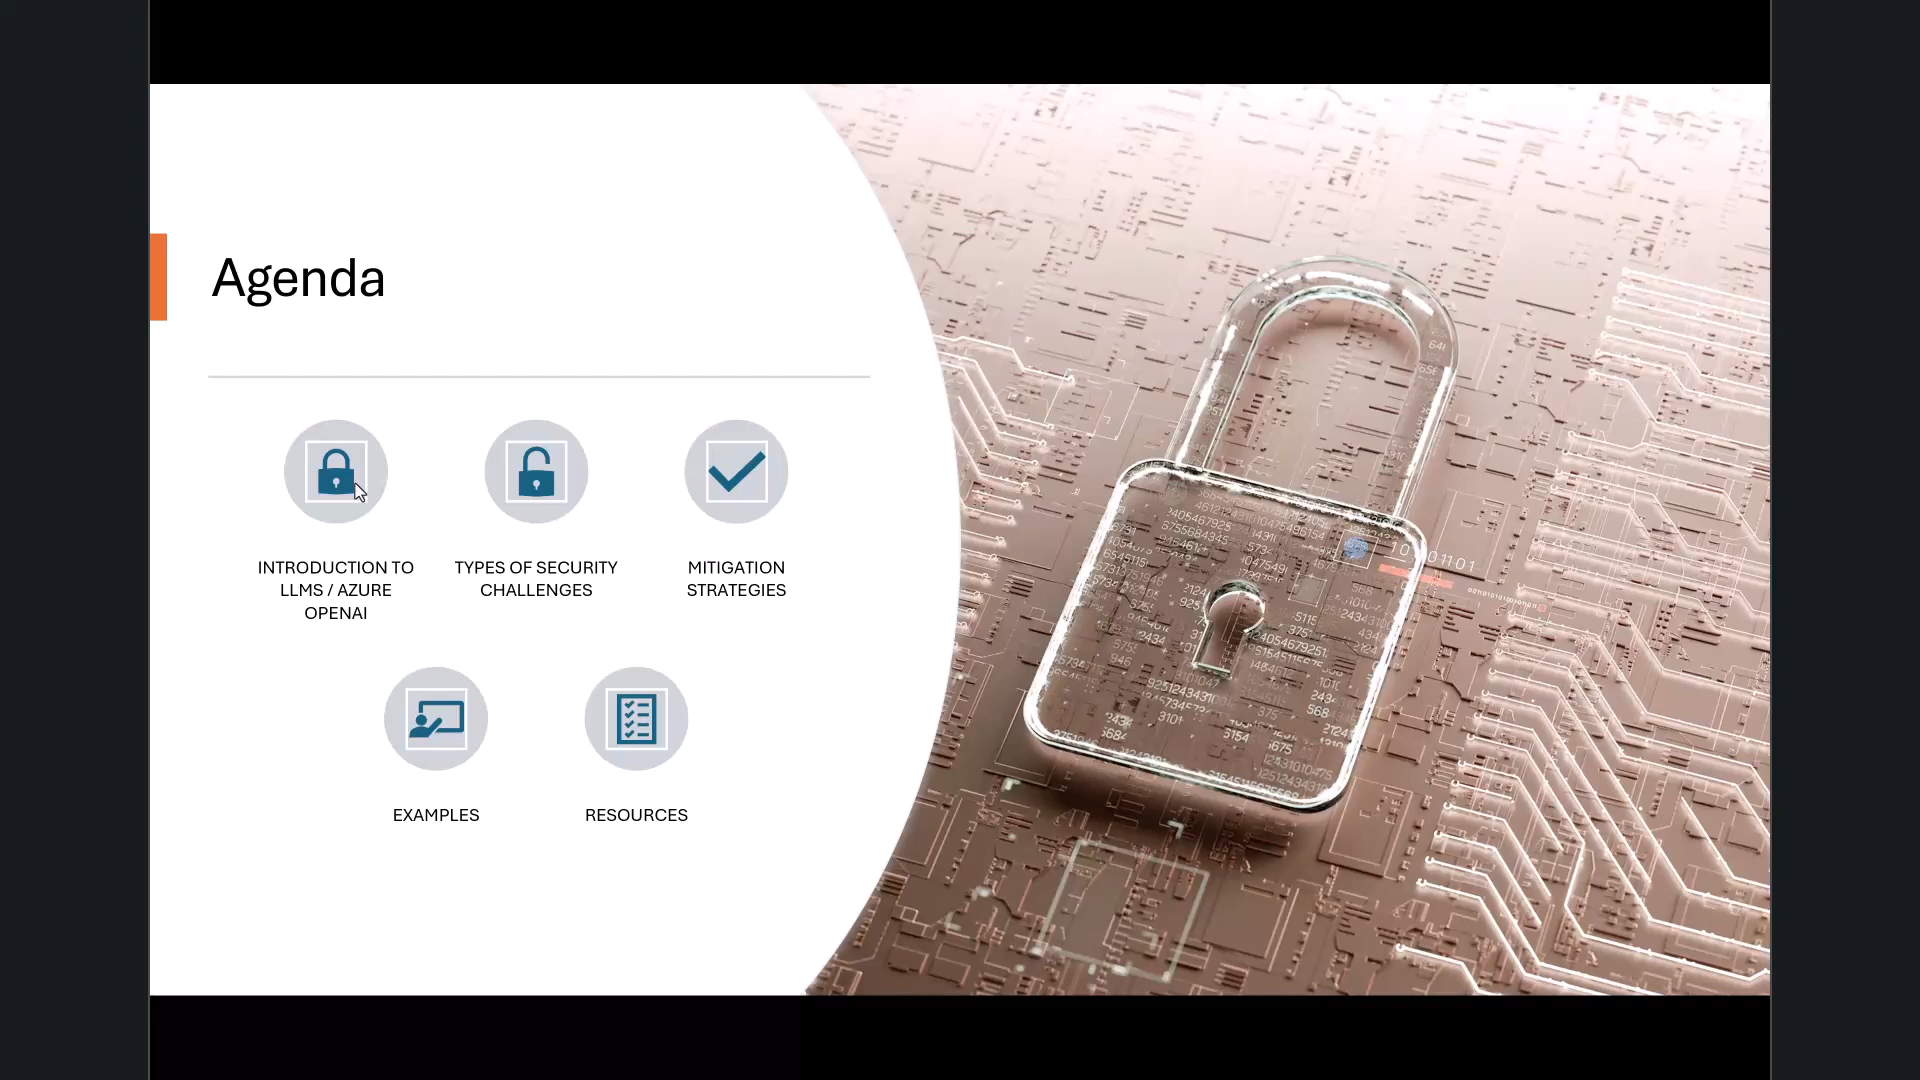 Agenda
INTRODUCTION TO
LLMS / AZURE
OPENAI
TYPES OF SECURITY
CHALLENGES
MITIGATION
STRATEGIES
EXAMPLES
RESOURCES